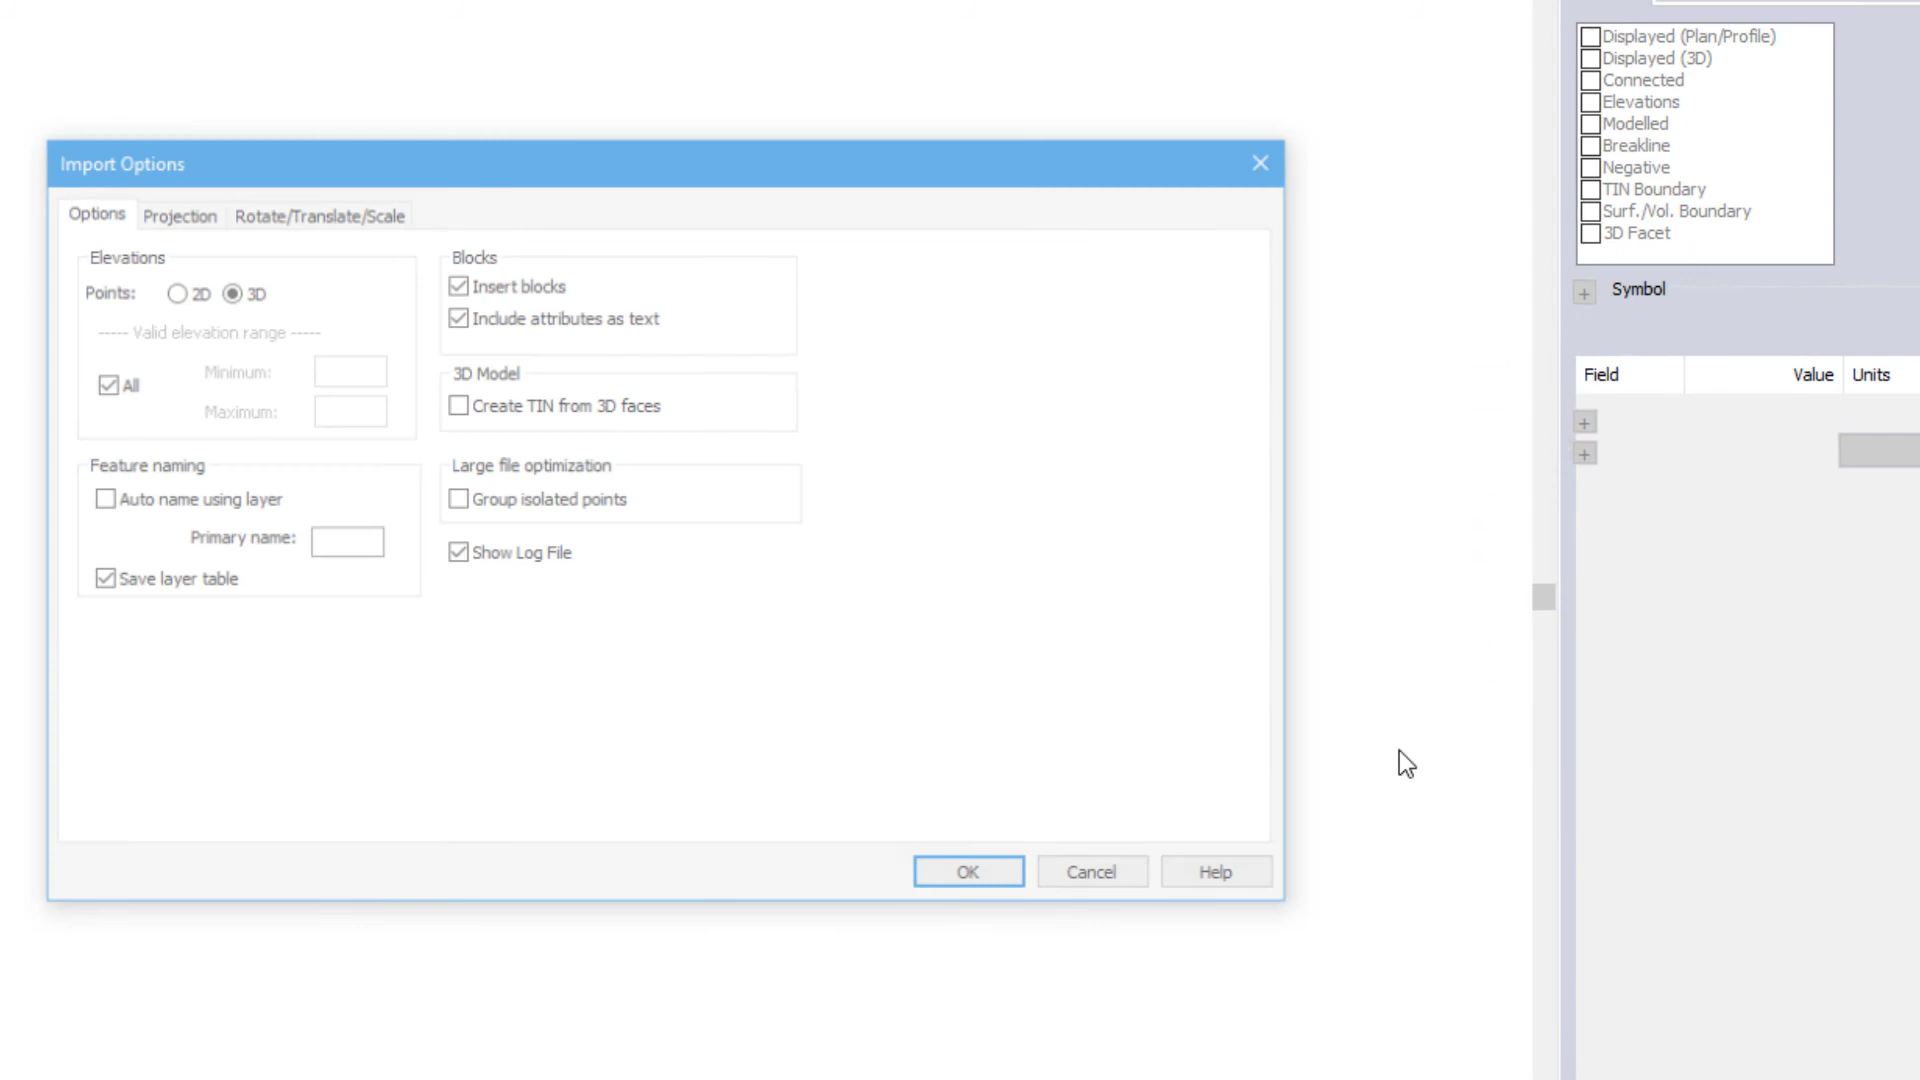 Import Options
Options
Projection
Rotate/Translate/Scale
Elevations
Points:
2D
3D
----- Valid elevation range -----
All
Minimum:
Maximum:
Feature naming
Auto name using layer
Primary name:
Save layer table
Blocks
Insert blocks
Include attributes as text
3D Model
Create TIN from 3D faces
Large file optimization
Group isolated points
Show Log File
OK
Cancel
Help
Displayed (Plan/Profile)
Displayed (3D)
Connected
Elevations
Modelled
Breakline
Negative
TIN Boundary
Surf./Vol. Boundary
3D Facet
Symbol
Field
Value
Units